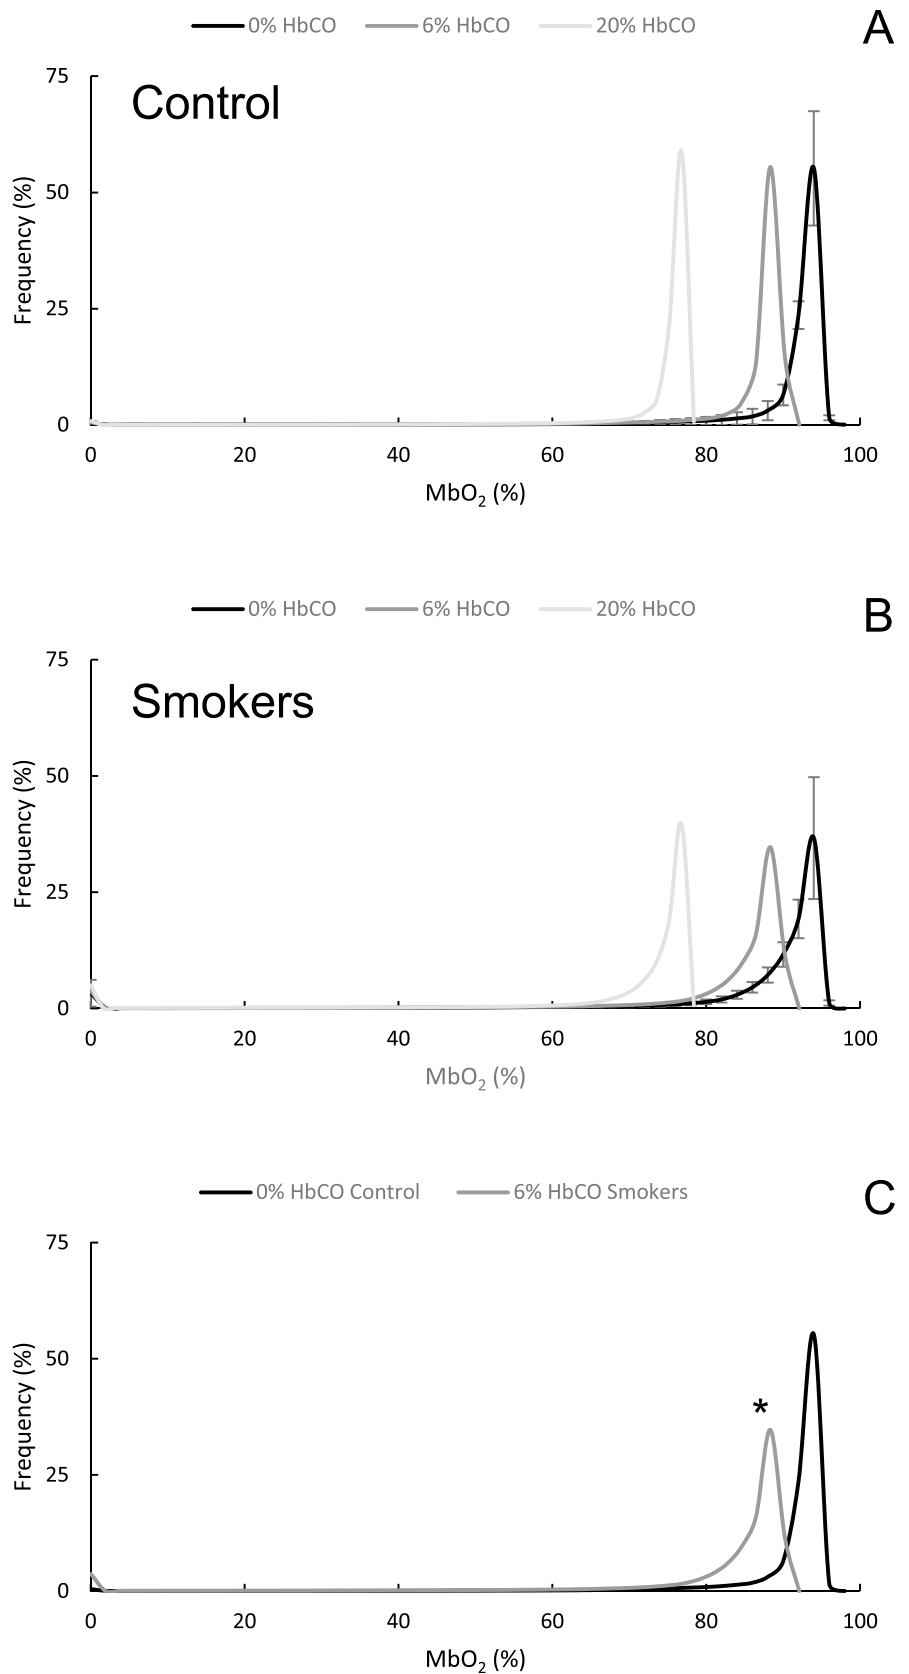 0% HbCO 6% HbCO 20% HbCO
A
Control
75
50
25
0
Frequency (%)
0 20 40 60 80 100
MbO₂ (%)
0% HbCO 6% HbCO 20% HbCO
B
Smokers
75
50
25
0
Frequency (%)
0 20 40 60 80 100
MbO₂ (%)
0% HbCO Control 6% HbCO Smokers
C
75
50
25
0
Frequency (%)
*
0 20 40 60 80 100
MbO₂ (%)